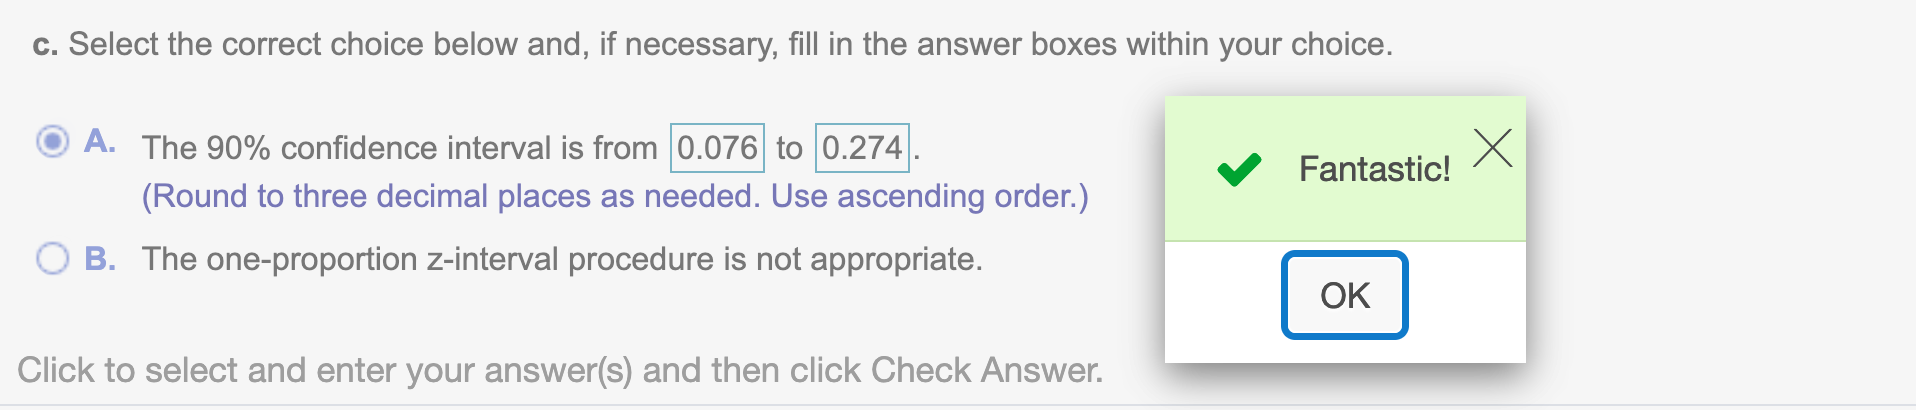 c. Select the correct choice below and, if necessary, fill in the answer boxes within your choice.
A. The 90% confidence interval is from 0.076 to 0.274.
(Round to three decimal places as needed. Use ascending order.)
B. The one-proportion z-interval procedure is not appropriate.
Fantastic!
OK
Click to select and enter your answer(s) and then click Check Answer.